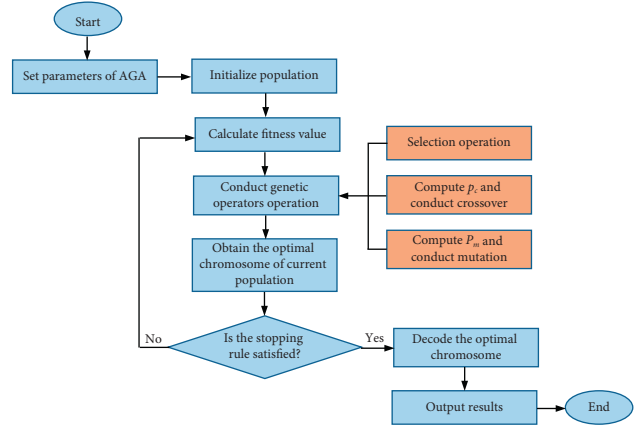 Start
Set parameters of AGA
Initialize population
Calculate fitness value
Selection operation
Conduct genetic
operators operation
Compute p_c and
conduct crossover
Obtain the optimal
chromosome of current
population
Compute P_m and
conduct mutation
Is the stopping
rule satisfied?
No
Yes
Decode the optimal
chromosome
Output results
End